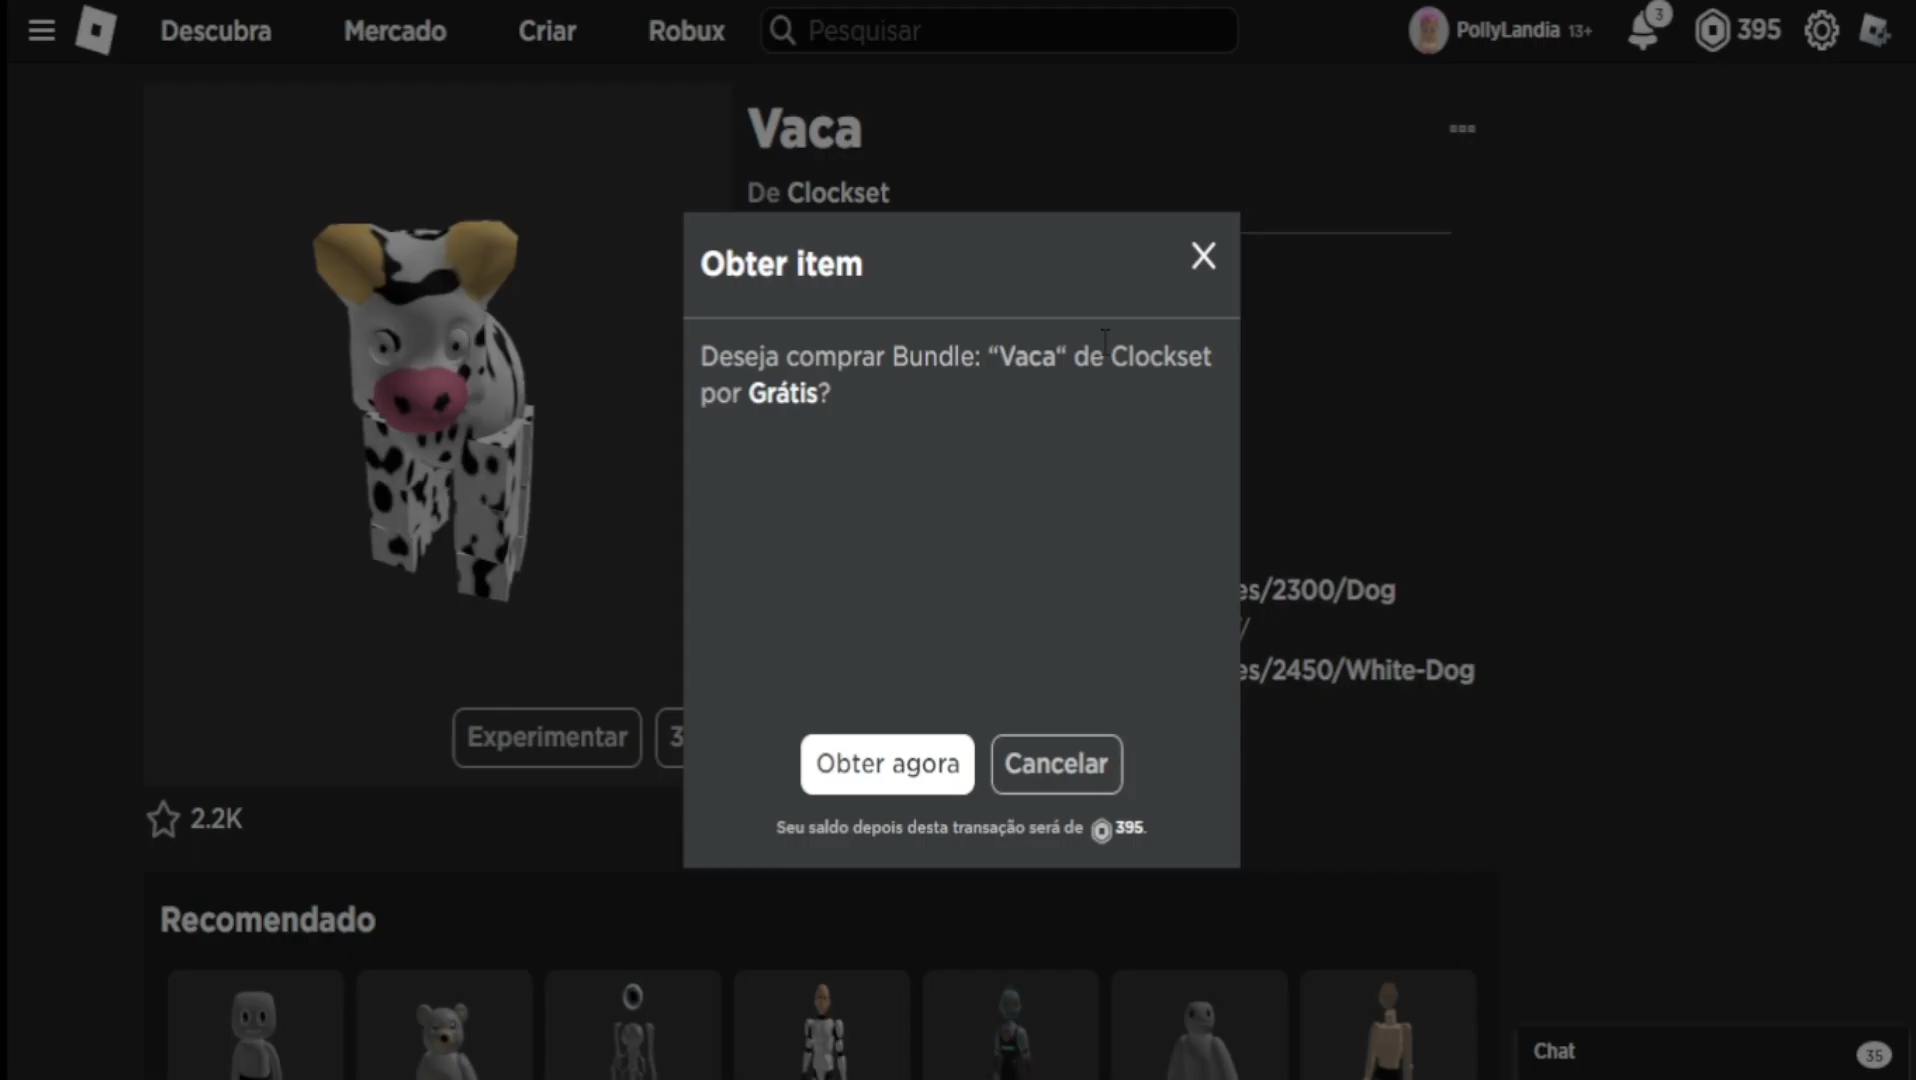 Descubra Mercado Criar Robux Pesquisar PollyLandia 13+ 3 395
Vaca
De Clockset
Obter item X
Deseja comprar Bundle: “Vaca“ de Clockset
por Grátis?
es/2300/Dog
/
es/2450/White-Dog
Experimentar 3
Obter agora Cancelar
2.2K
Seu saldo depois desta transação será de 395.
Recomendado
Chat 35